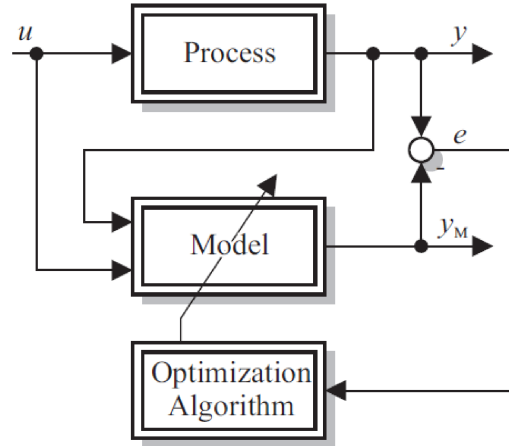 u
Process
y
e
-
Model
yM
Optimization
Algorithm